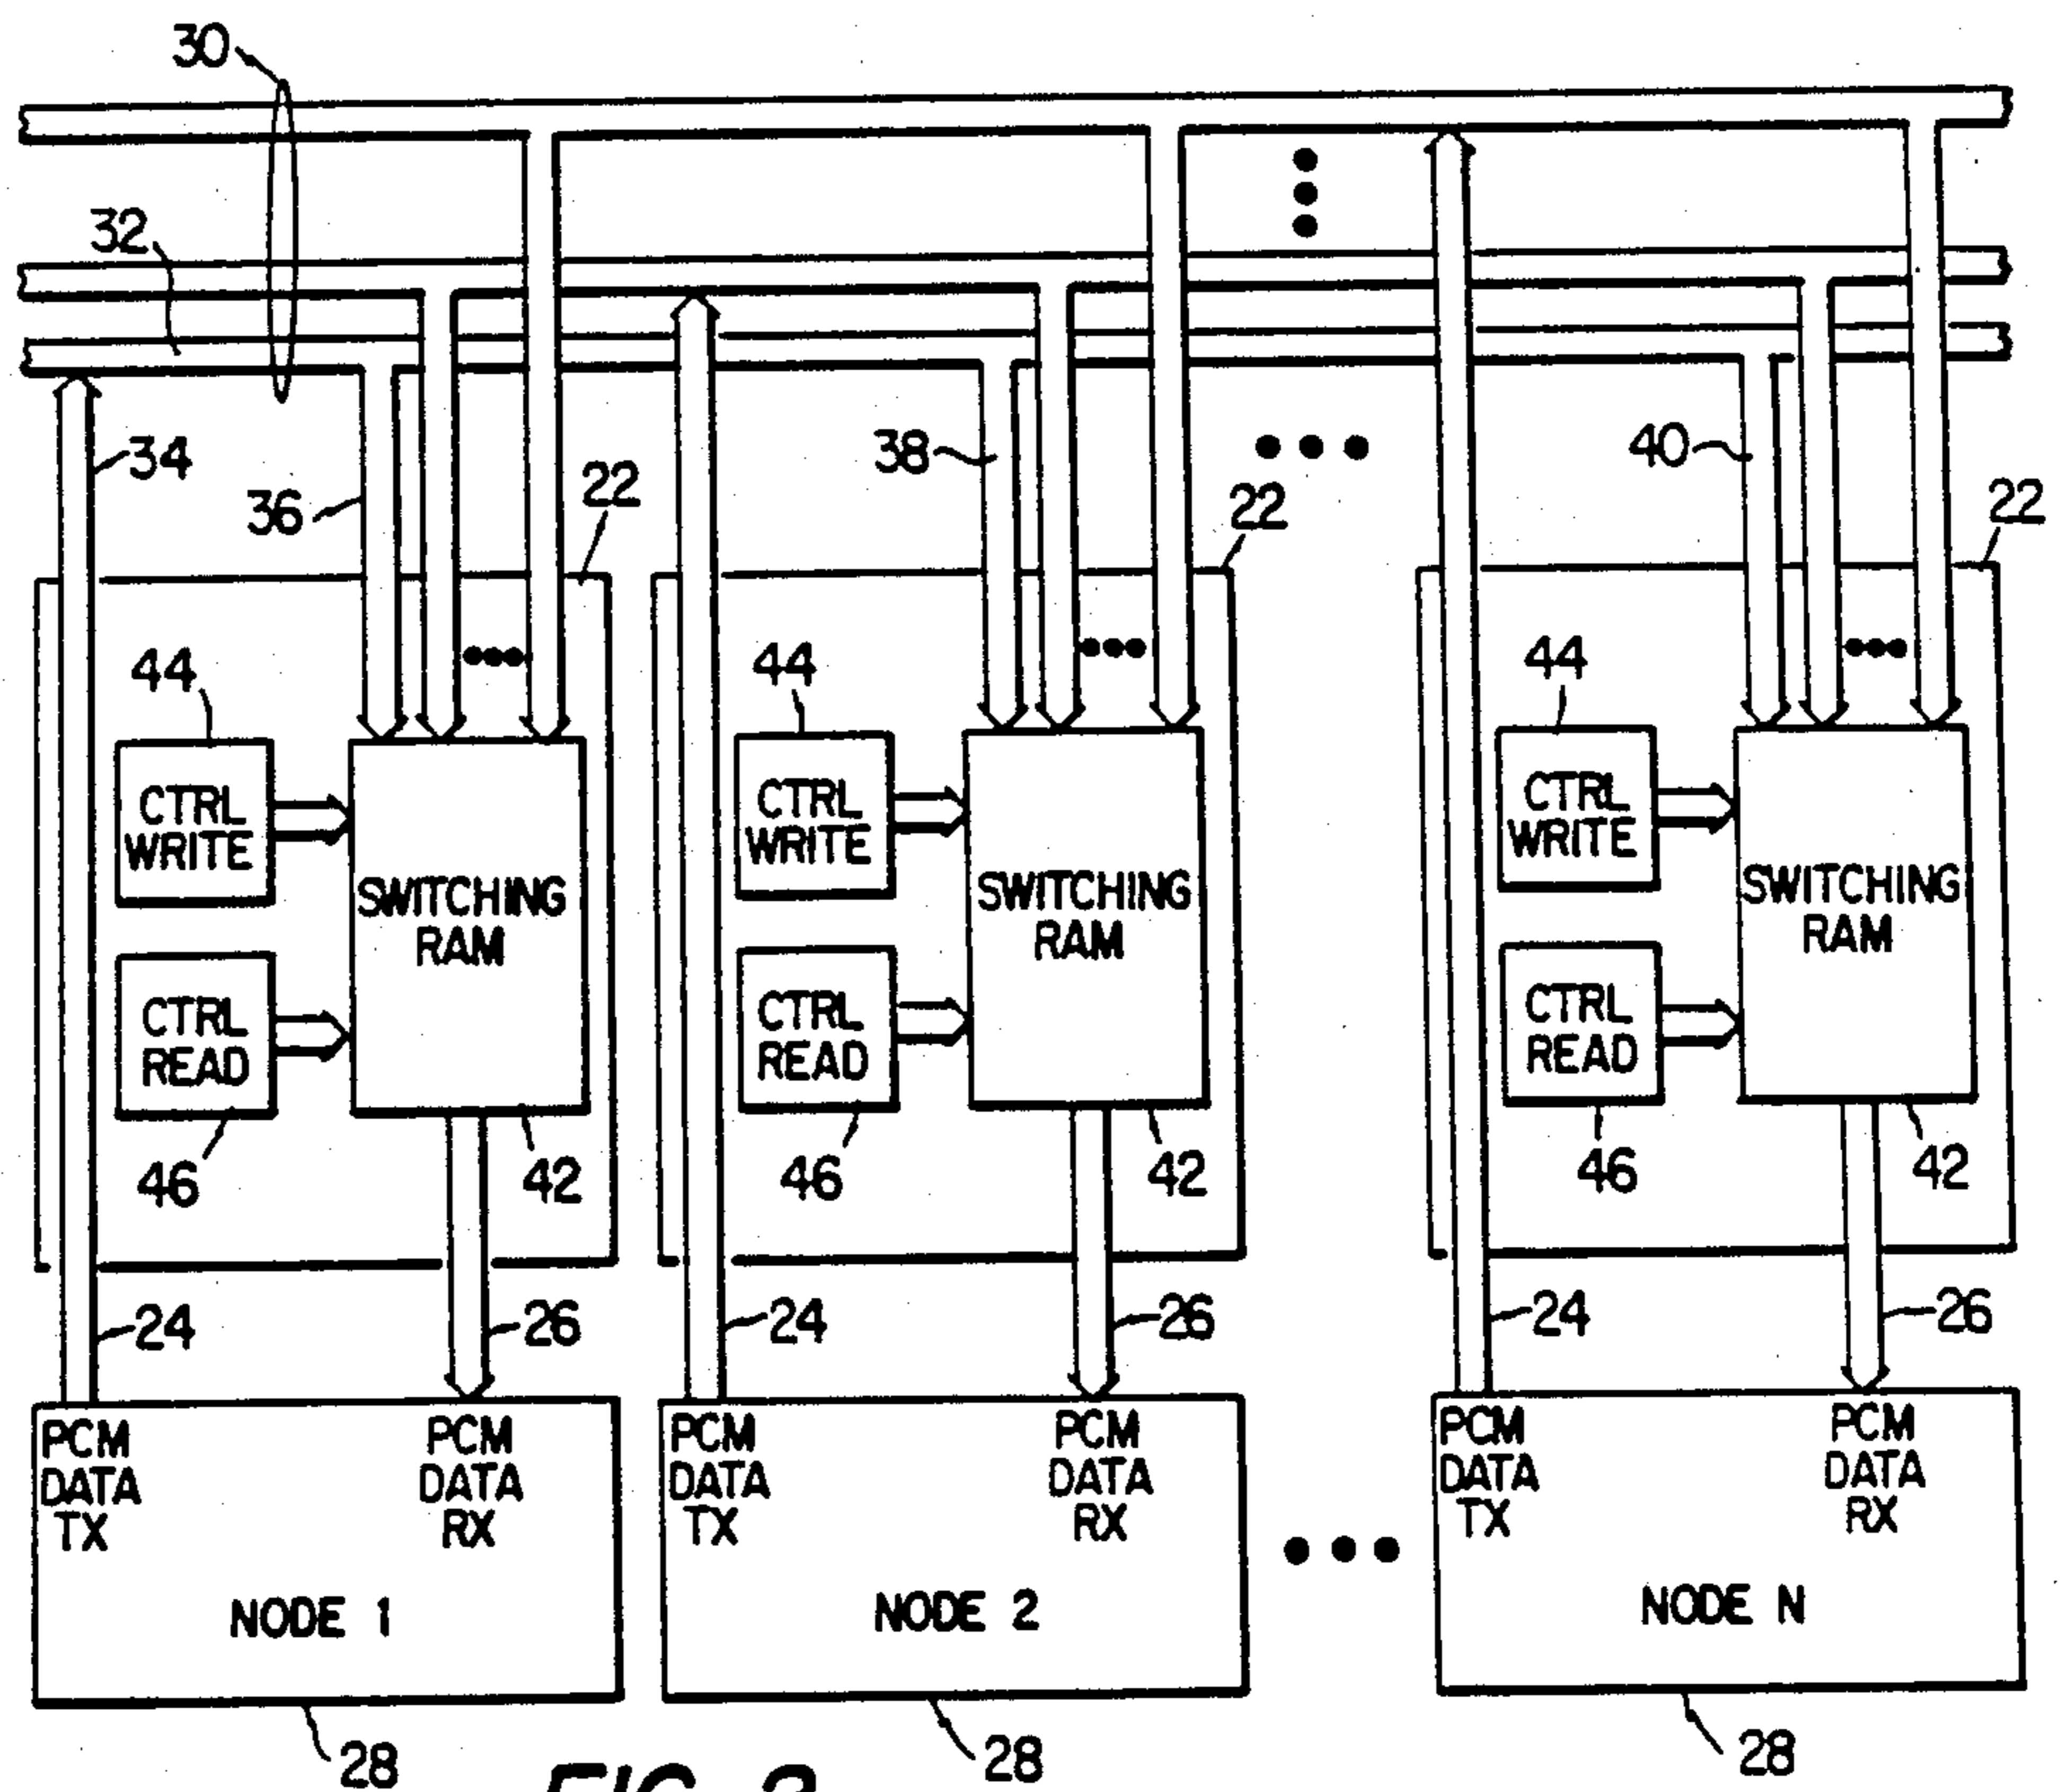 30
32
34
36
22
38
22
40
22
44
44
44
CTRL
WRITE
CTRL
WRITE
CTRL
WRITE
SWITCHING
RAM
SWITCHING
RAM
SWITCHING
RAM
CTRL
READ
CTRL
READ
CTRL
READ
46
42
46
42
46
42
24
26
24
26
24
26
PCM
DATA
TX
PCM
DATA
RX
PCM
DATA
TX
PCM
DATA
RX
PCM
DATA
TX
PCM
DATA
RX
NODE 1
NODE 2
NODE N
28
28
28